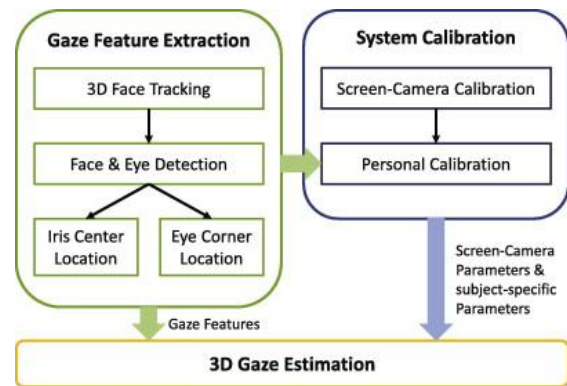 Gaze Feature Extraction
3D Face Tracking
Face & Eye Detection
Iris Center
Location
Eye Corner
Location
System Calibration
Screen-Camera Calibration
Personal Calibration
Gaze Features
Screen-Camera
Parameters &
subject-specific
Parameters
3D Gaze Estimation